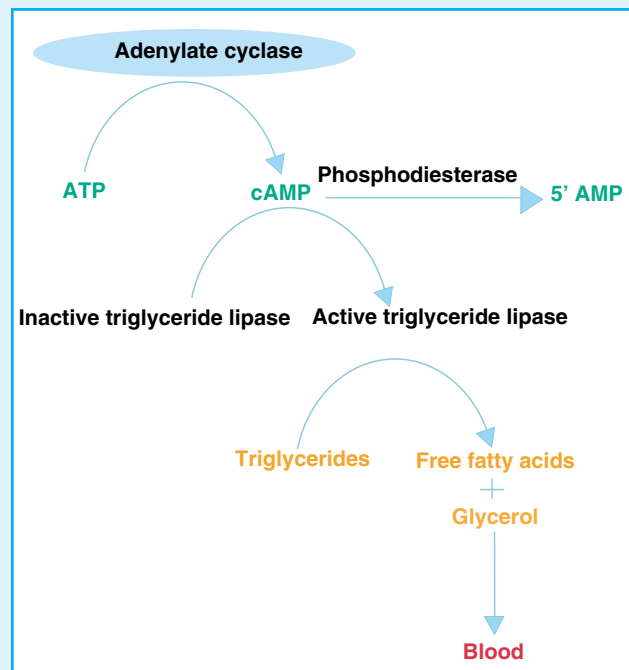 Adenylate cyclase
Phosphodiesterase
ATP
cAMP
5’ AMP
Inactive triglyceride lipase
Active triglyceride lipase
Triglycerides
Free fatty acids
+
Glycerol
Blood